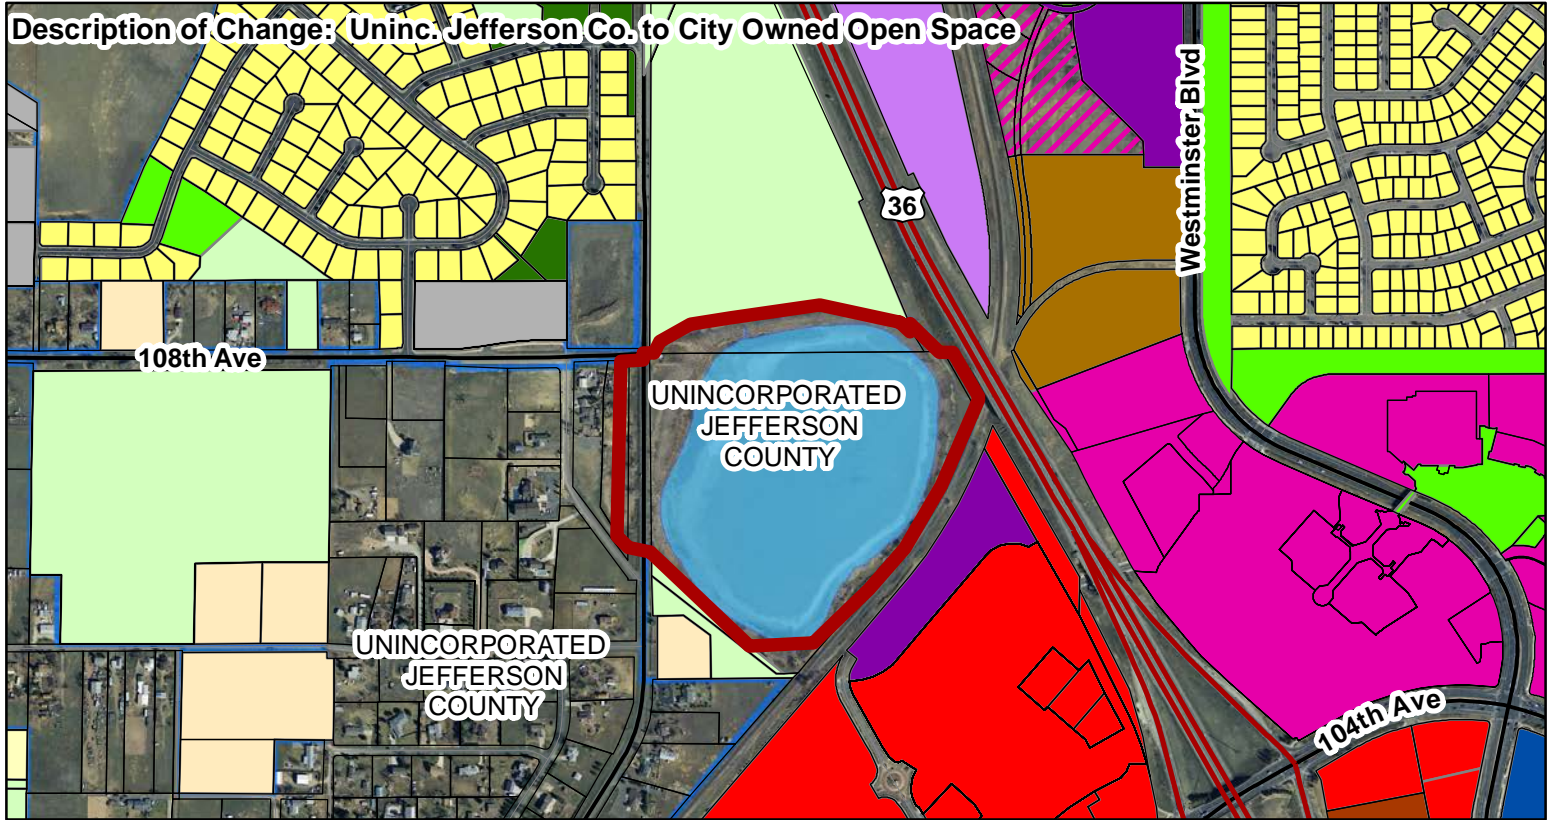 Description of Change: Uninc. Jefferson Co. to City Owned Open Space
Westminster Blvd
36
108th Ave
UNINCORPORATED
JEFFERSON
COUNTY
UNINCORPORATED
JEFFERSON
COUNTY
104th Ave